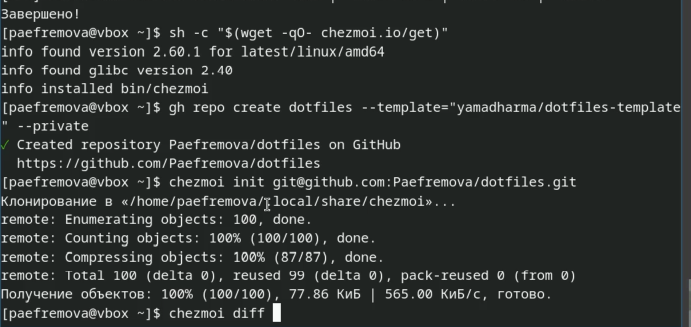 Завершено!
[paefremova@vbox ~]$ sh -c "$(wget -qO- chezmoi.io/get)"
info found version 2.60.1 for latest/linux/amd64
info found glibc version 2.40
info installed bin/chezmoi
[paefremova@vbox ~]$ gh repo create dotfiles --template="yamadharma/dotfiles-template
" --private
✓ Created repository Paefremova/dotfiles on GitHub
  https://github.com/Paefremova/dotfiles
[paefremova@vbox ~]$ chezmoi init git@github.com:Paefremova/dotfiles.git
Клонирование в «/home/paefremova/.local/share/chezmoi»...
remote: Enumerating objects: 100, done.
remote: Counting objects: 100% (100/100), done.
remote: Compressing objects: 100% (87/87), done.
remote: Total 100 (delta 0), reused 99 (delta 0), pack-reused 0 (from 0)
Получение объектов: 100% (100/100), 77.86 КиБ | 565.00 КиБ/с, готово.
[paefremova@vbox ~]$ chezmoi diff